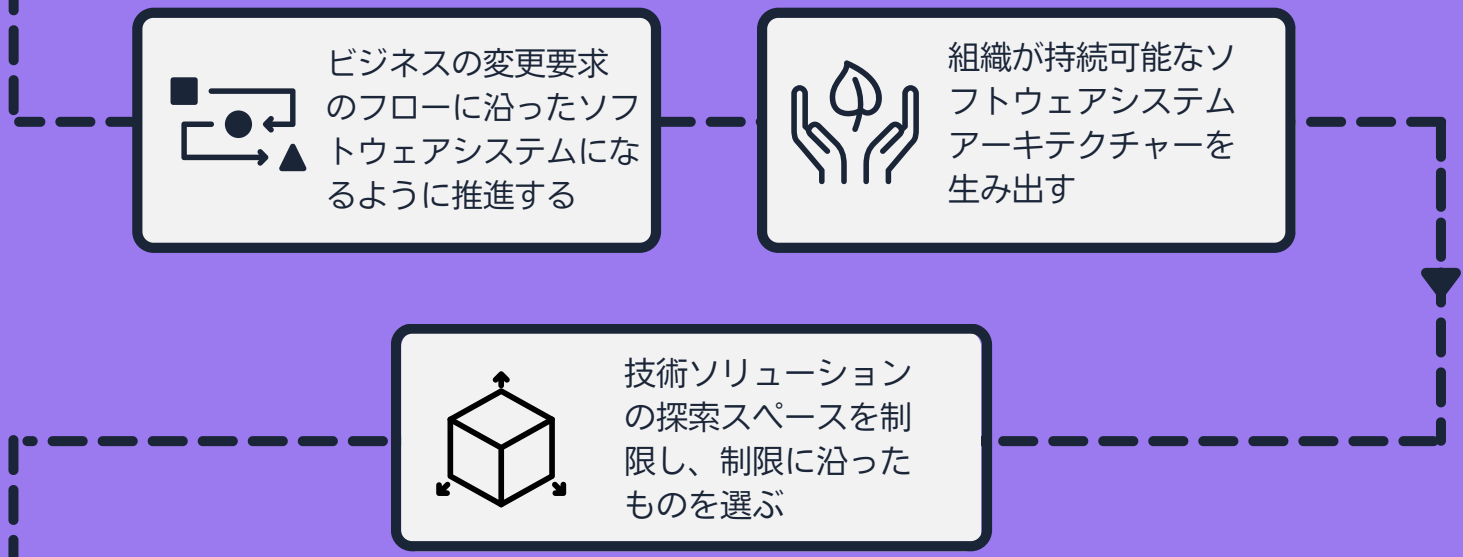 ビジネスの変更要求
のフローに沿ったソフ
トウェアシステムにな
るように推進する
組織が持続可能なソ
フトウェアシステム
アーキテクチャーを
生み出す
技術ソリューション
の探索スペースを制
限し、制限に沿った
ものを選ぶ